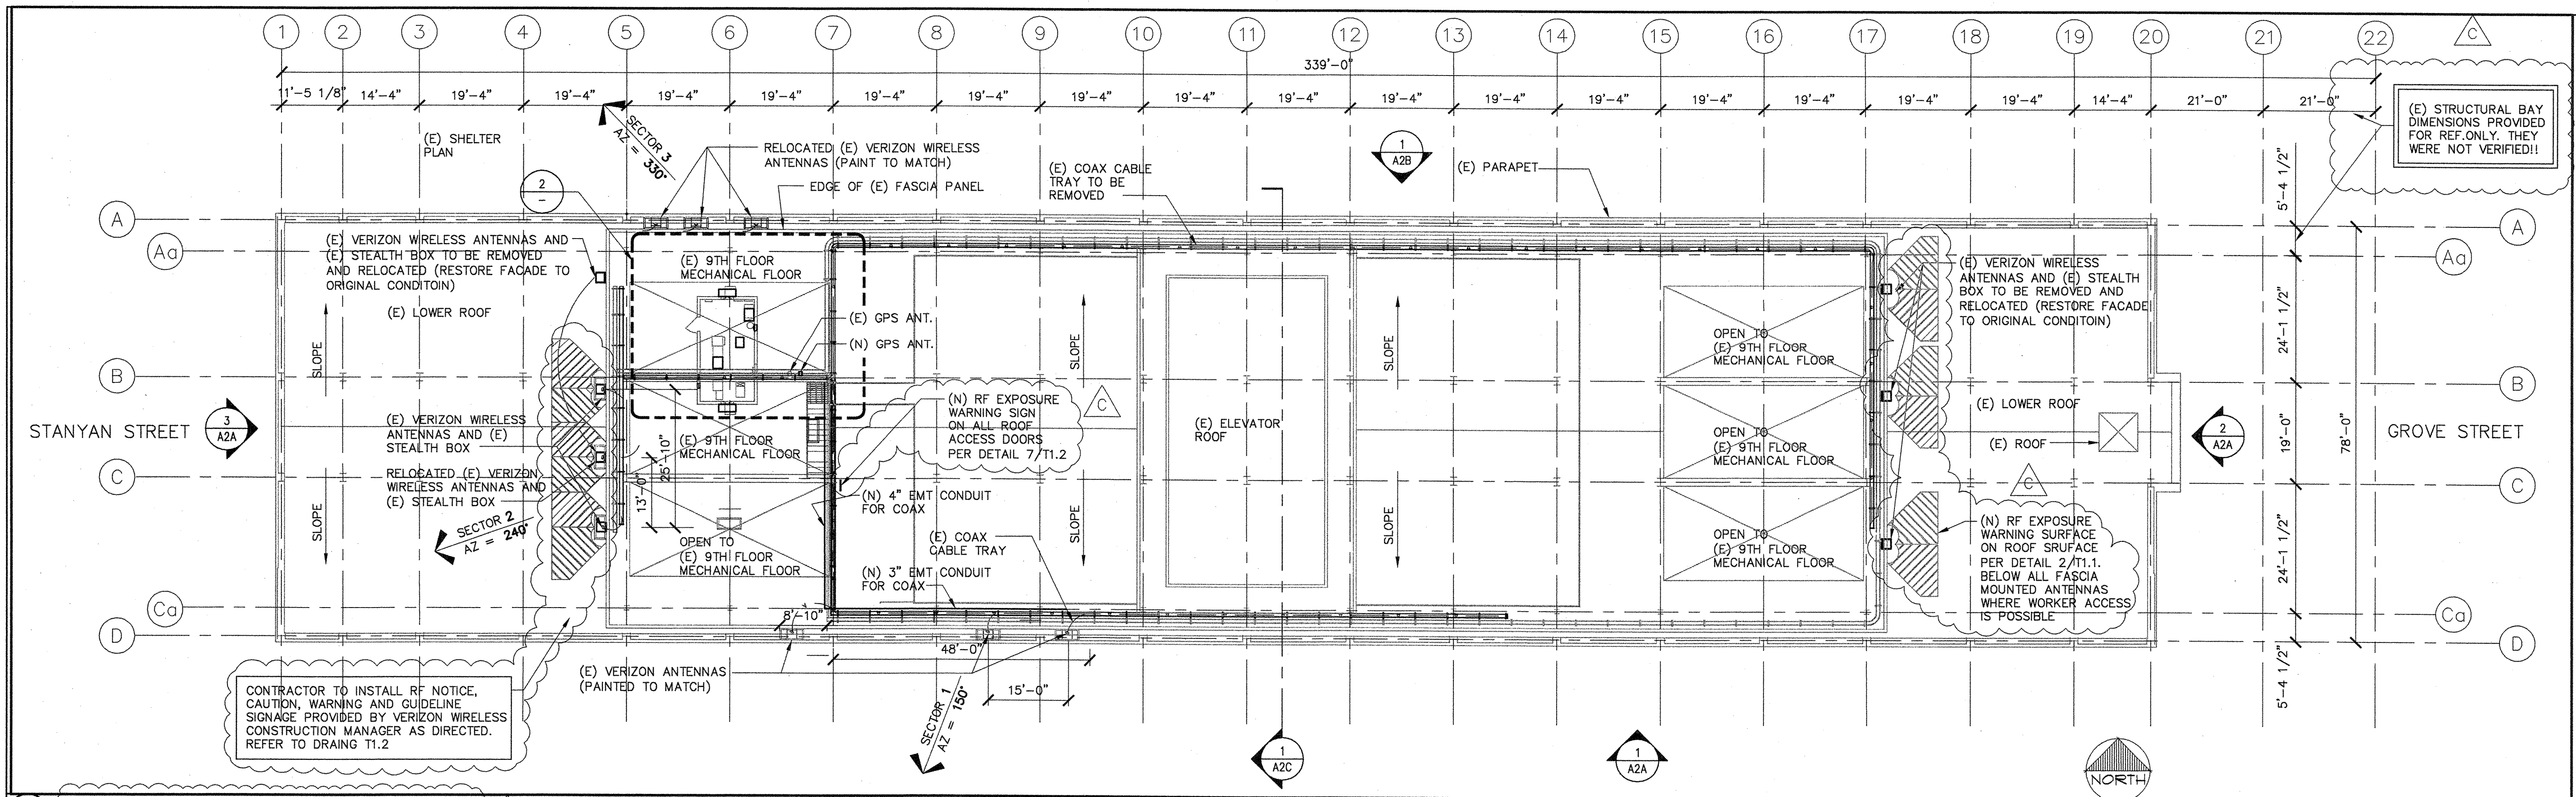 1 2 3 4 5 6 7 8 9 10 11 12 13 14 15 16 17 18 19 20 21 22
C
339'-0"
11'-5 1/8" 14'-4" 19'-4" 19'-4" 19'-4" 19'-4" 19'-4" 19'-4" 19'-4" 19'-4" 19'-4" 19'-4" 19'-4" 19'-4" 19'-4" 19'-4" 19'-4" 19'-4" 14'-4" 21'-0" 21'-0"
(E) STRUCTURAL BAY
DIMENSIONS PROVIDED
FOR REF.ONLY. THEY
WERE NOT VERIFIED!!
(E) SHELTER
PLAN
SECTOR 3
AZ = 330°
RELOCATED (E) VERIZON WIRELESS
ANTENNAS (PAINT TO MATCH)
EDGE OF (E) FASCIA PANEL
(E) COAX CABLE
TRAY TO BE
REMOVED
1
A2B
(E) PARAPET
2
-
A
Aa
B
C
Ca
D
(E) VERIZON WIRELESS ANTENNAS AND
(E) STEALTH BOX TO BE REMOVED
AND RELOCATED (RESTORE FACADE TO
ORIGINAL CONDITOIN)
(E) LOWER ROOF
SLOPE
SLOPE
(E) VERIZON WIRELESS
ANTENNAS AND (E)
STEALTH BOX
RELOCATED (E) VERIZON
WIRELESS ANTENNAS AND
(E) STEALTH BOX
SECTOR 2
AZ = 240°
STANYAN STREET
3
A2A
(E) 9TH FLOOR
MECHANICAL FLOOR
(E) GPS ANT.
(N) GPS ANT.
(E) 9TH FLOOR
MECHANICAL FLOOR
25'-10"
13'-0"
OPEN TO
(E) 9TH FLOOR
MECHANICAL FLOOR
(N) RF EXPOSURE
WARNING SIGN
ON ALL ROOF
ACCESS DOORS
PER DETAIL 7/T1.2
C
(N) 4" EMT CONDUIT
FOR COAX
(E) COAX
CABLE TRAY
(N) 3" EMT CONDUIT
FOR COAX
SLOPE
SLOPE
(E) ELEVATOR
ROOF
SLOPE
SLOPE
OPEN TO
(E) 9TH FLOOR
MECHANICAL FLOOR
OPEN TO
(E) 9TH FLOOR
MECHANICAL FLOOR
OPEN TO
(E) 9TH FLOOR
MECHANICAL FLOOR
(E) VERIZON WIRELESS
ANTENNAS AND (E) STEALTH
BOX TO BE REMOVED AND
RELOCATED (RESTORE FACADE
TO ORIGINAL CONDITOIN)
(E) LOWER ROOF
(E) ROOF
C
(N) RF EXPOSURE
WARNING SURFACE
ON ROOF SRUFACE
PER DETAIL 2/T1.1.
BELOW ALL FASCIA
MOUNTED ANTENNAS
WHERE WORKER ACCESS
IS POSSIBLE
2
A2A
GROVE STREET
5'-4 1/2"
24'-1 1/2"
19'-0"
24'-1 1/2"
5'-4 1/2"
78'-0"
A
Aa
B
C
Ca
D
8'-10"
48'-0"
15'-0"
(E) VERIZON ANTENNAS
(PAINTED TO MATCH)
SECTOR 1
AZ = 150°
CONTRACTOR TO INSTALL RF NOTICE,
CAUTION, WARNING AND GUIDELINE
SIGNAGE PROVIDED BY VERIZON WIRELESS
CONSTRUCTION MANAGER AS DIRECTED.
REFER TO DRAING T1.2
1
A2C
1
A2A
NORTH